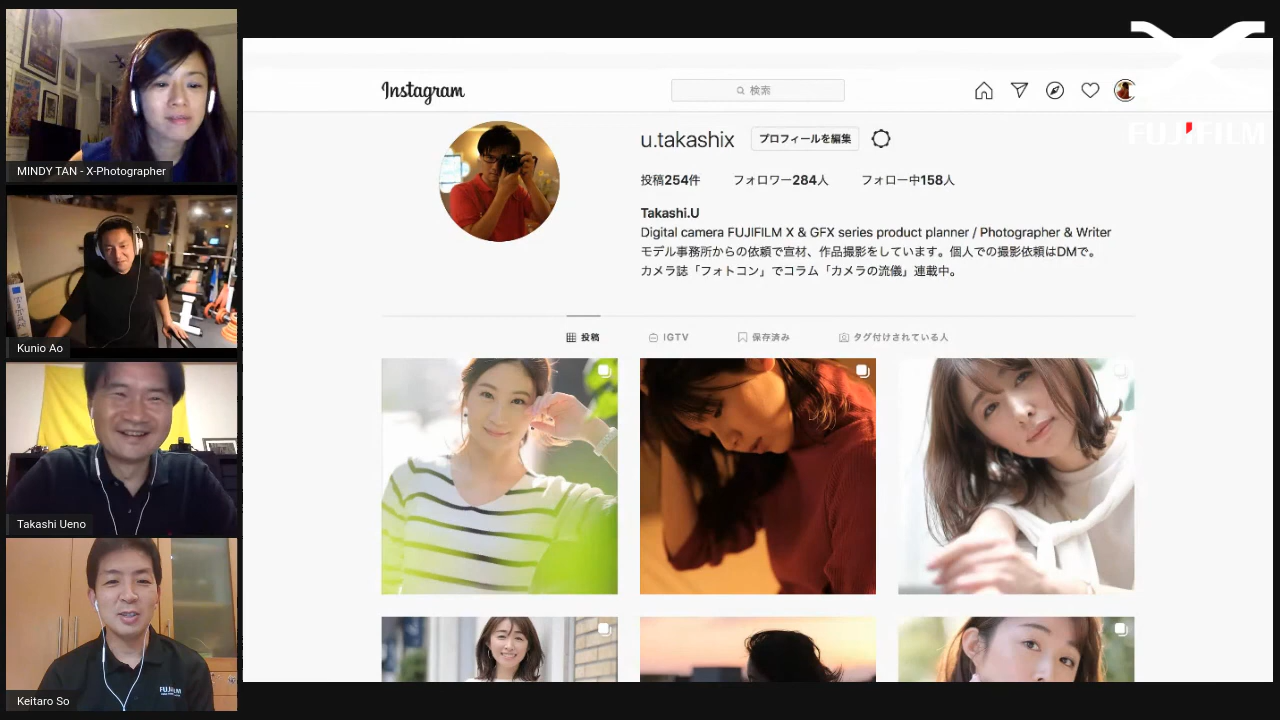 MINDY TAN - X-Photographer
Kunio Ao
Takashi Ueno
FUJIFILM
Keitaro So
Instagram
検索
u.takashix
プロフィールを編集
投稿254件 フォロワー284人 フォロー中158人
Takashi.U
Digital camera FUJIFILM X & GFX series product planner / Photographer & Writer
モデル事務所からの依頼で宣材、作品撮影をしています。個人での撮影依頼はDMで。
カメラ誌「フォトコン」でコラム「カメラの流儀」連載中。
投稿 IGTV 保存済み タグ付けされている人
X
FUJIFILM